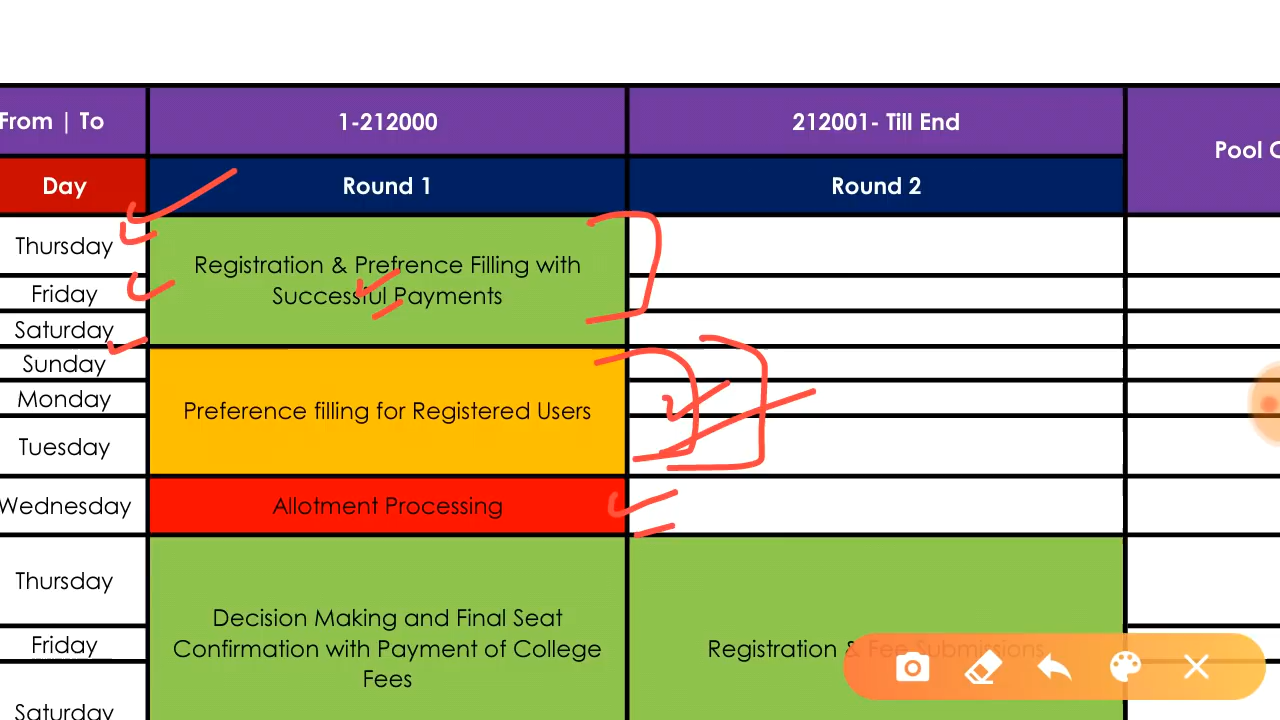 From | To
1-212000
212001- Till End
Pool C
Day
Round 1
Round 2
Thursday
Registration & Prefrence Filling with
Successful Payments
Friday
Saturday
Sunday
Monday
Preference filling for Registered Users
Tuesday
Wednesday
Allotment Processing
Thursday
Decision Making and Final Seat
Confirmation with Payment of College
Fees
Friday
Registration & Fee Submissions
Saturday